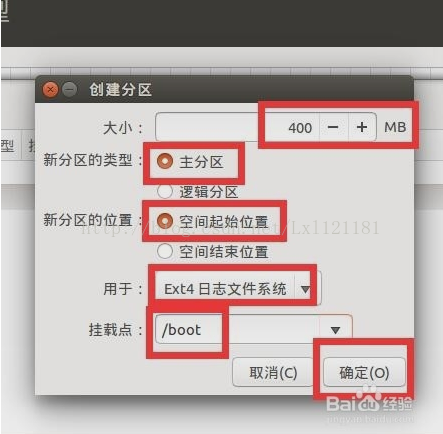 型
型
创建分区
大小： 400 − + MB
新分区的类型： 主分区
逻辑分区
新分区的位置： 空间起始位置
http://blog.csdn.net/Lx1121181
空间结束位置
用于： Ext4 日志文件系统
挂载点： /boot
取消(C) 确定(O)
Baidu 经验